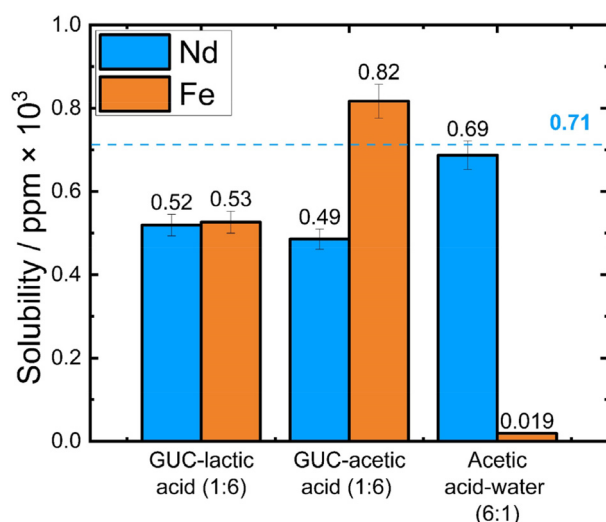 Solubility / ppm × 10³
1.0
0.8
0.6
0.4
0.2
0.0
Nd
Fe
0.52
0.53
0.49
0.82
0.69
0.019
0.71
GUC-lactic
acid (1:6)
GUC-acetic
acid (1:6)
Acetic
acid-water
(6:1)